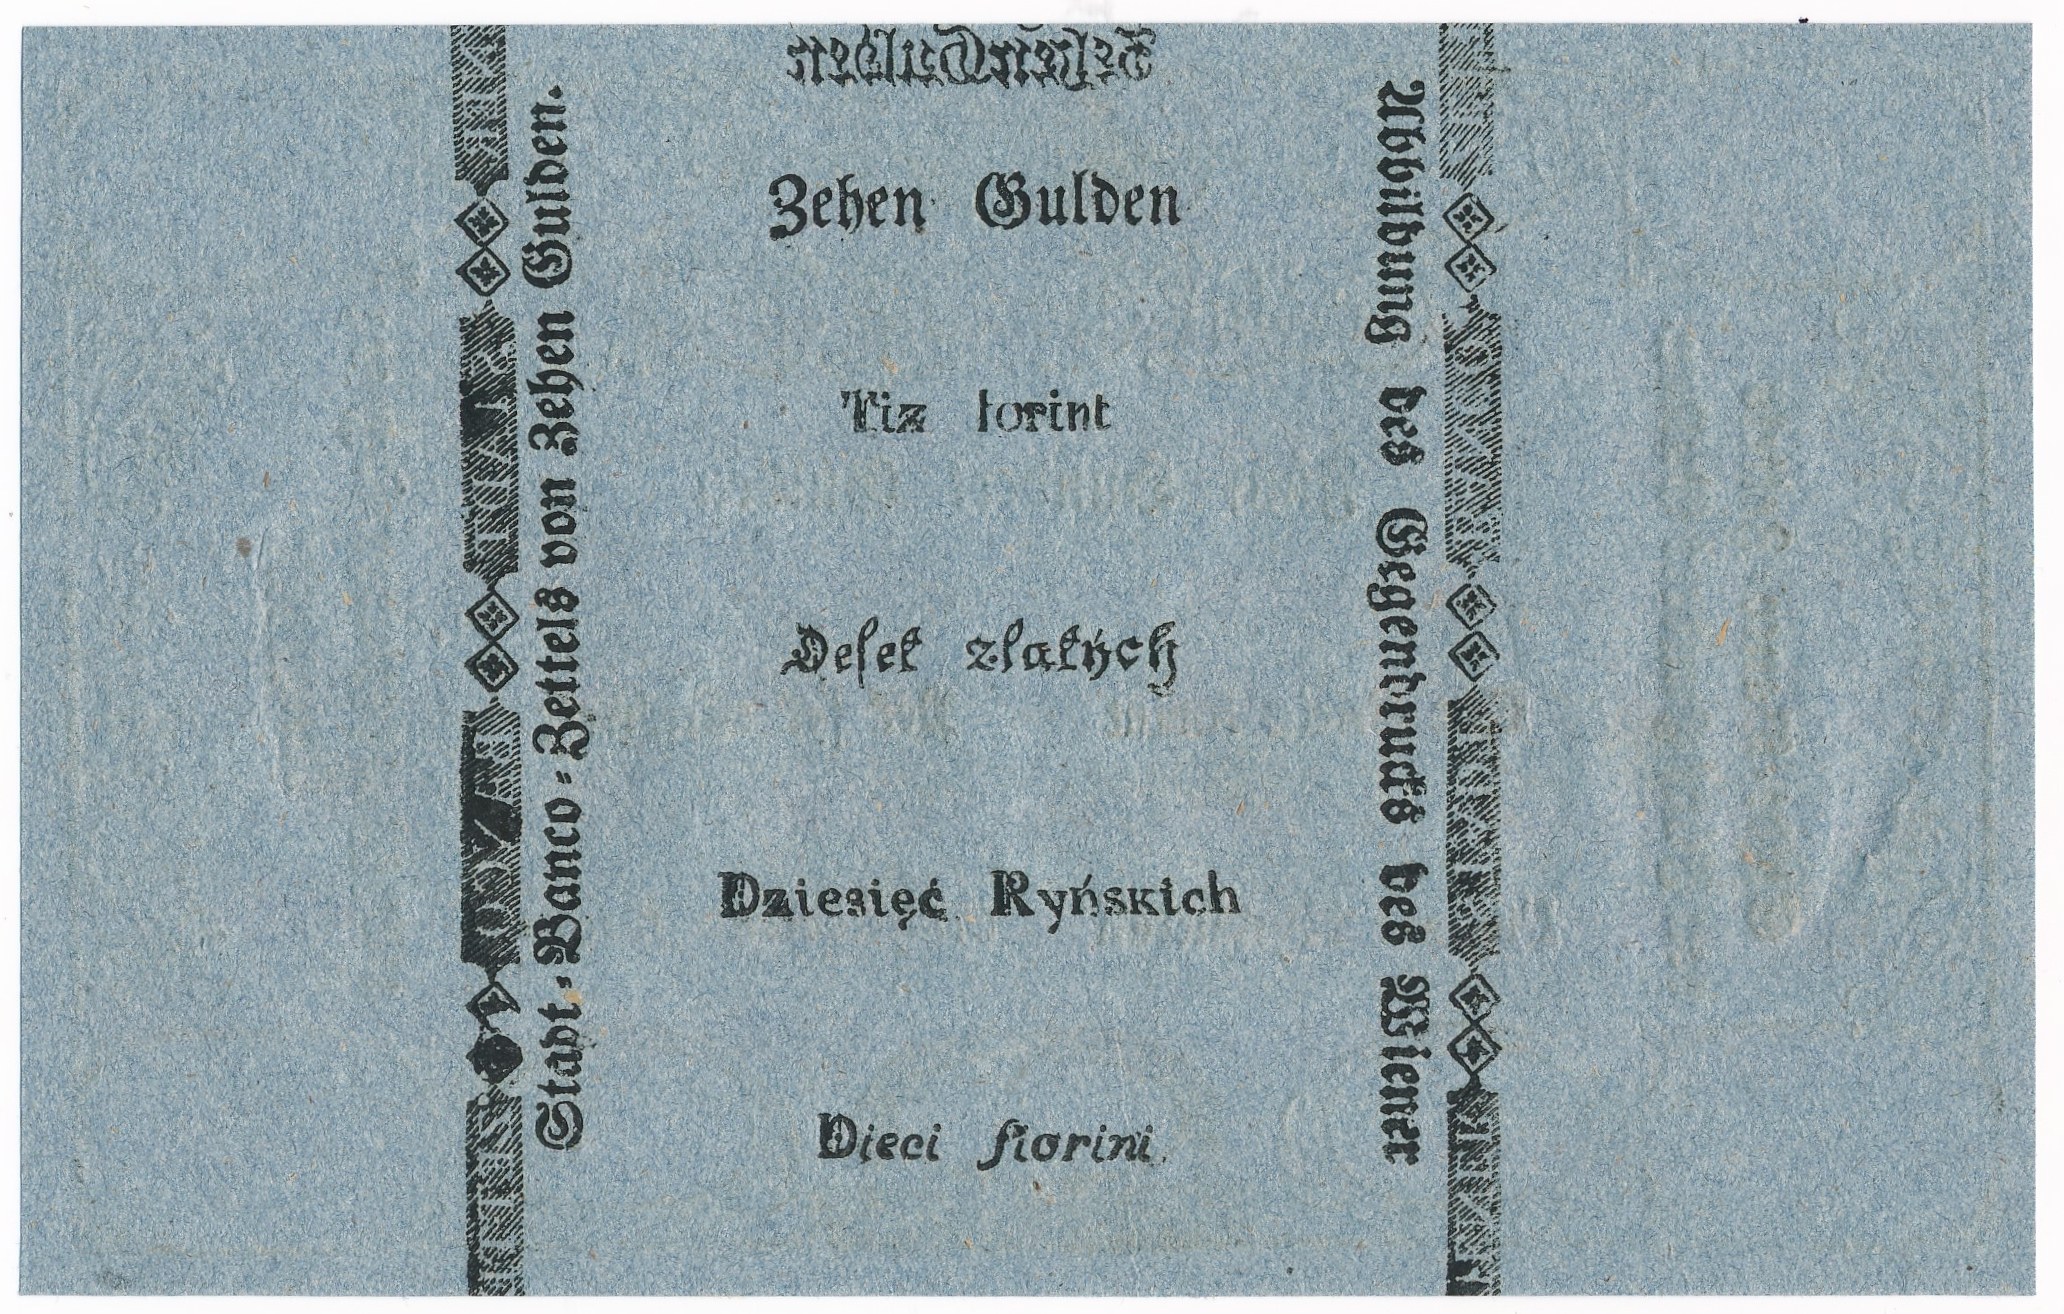 Zehen Gulden
Tiz forint
Deset zlatých
Dziesięć Ryńskich
Dieci fiorini.
Abbildung des Gegendrucks des Wiener
Stadt-Banco-Zettels von Zehen Gulden.